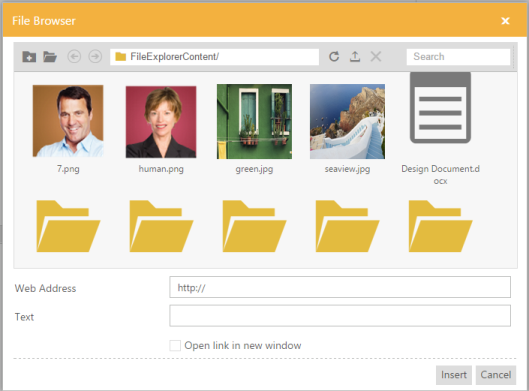 File Browser
FileExplorerContent/
Search
7.png
human.png
green.jpg
seaview.jpg
Design Document.d
ocx
Web Address
http://
Text
Open link in new window
Insert
Cancel